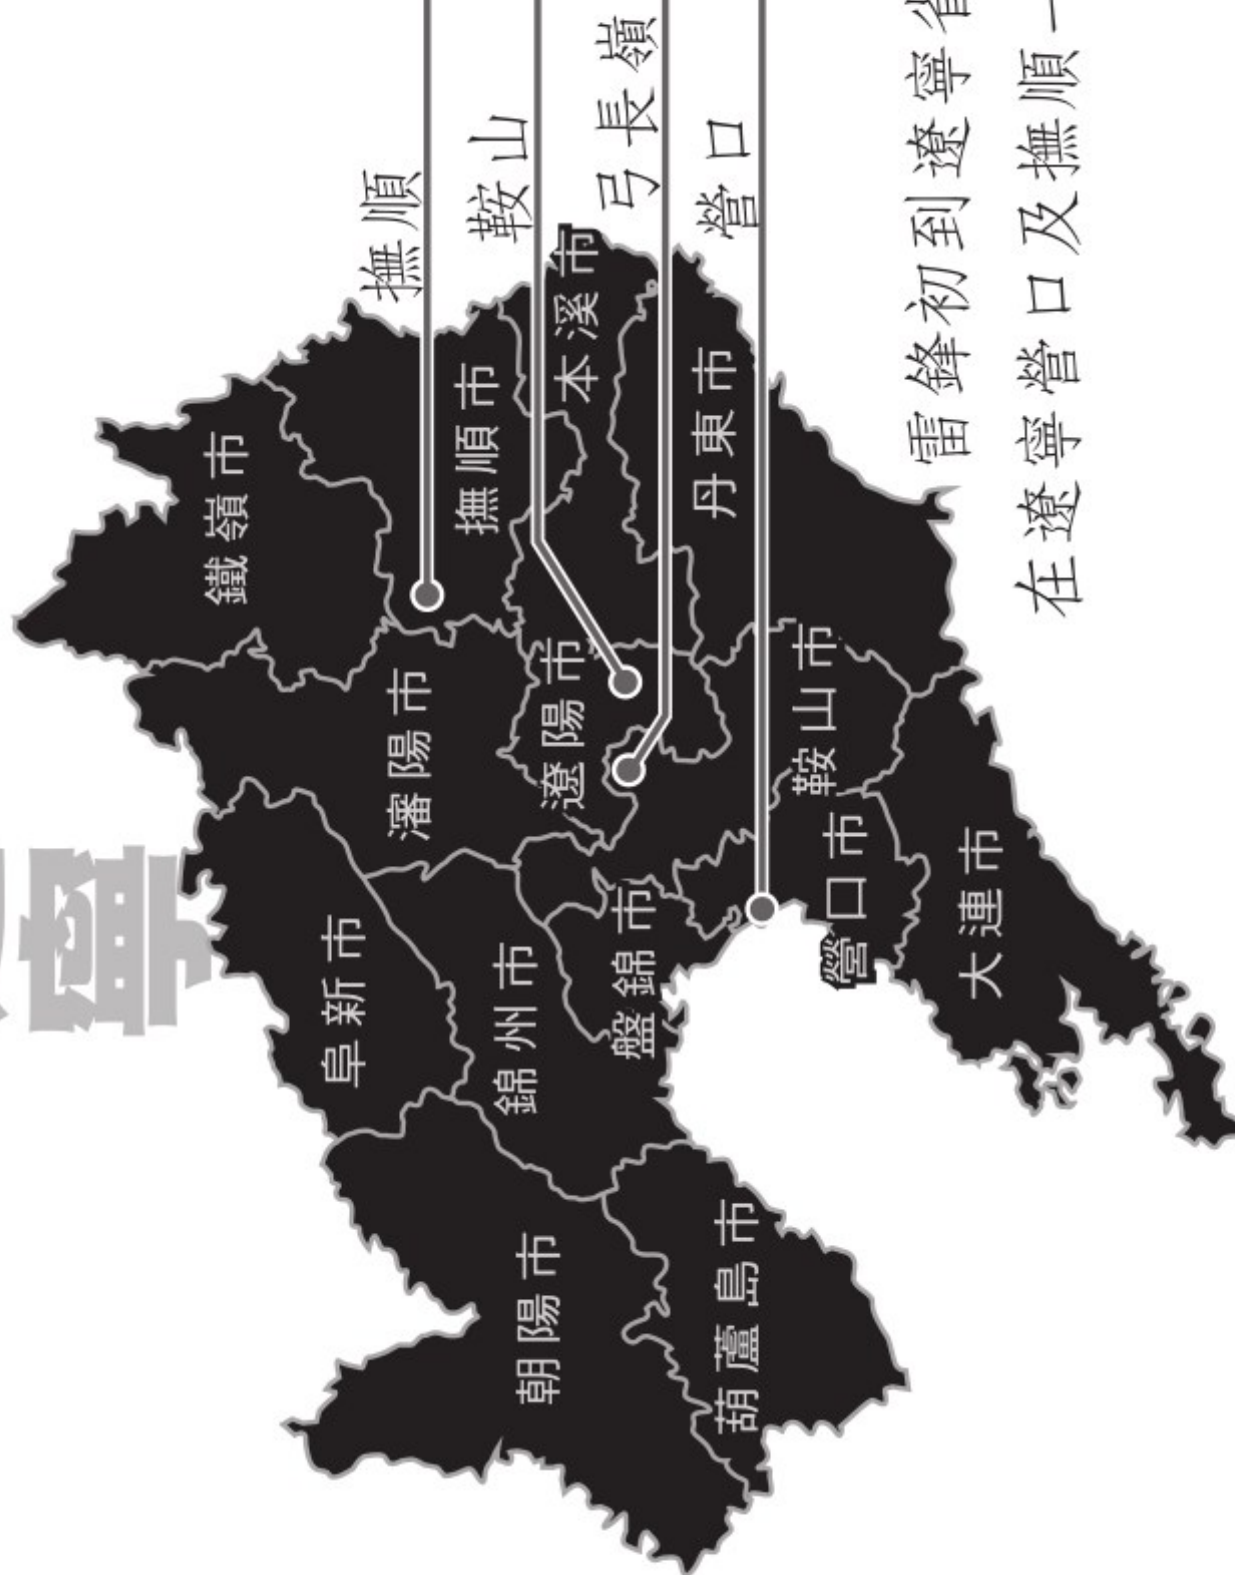 寧
鐵嶺市
阜新市
撫順
瀋陽市
撫順市
鞍山
錦州市
朝陽市
遼陽市
本溪市
弓長嶺
盤錦市
丹東市
營口
葫蘆島市
鞍山市
營口市
大連市
雷鋒初到遼寧省
在遼寧營口及撫順